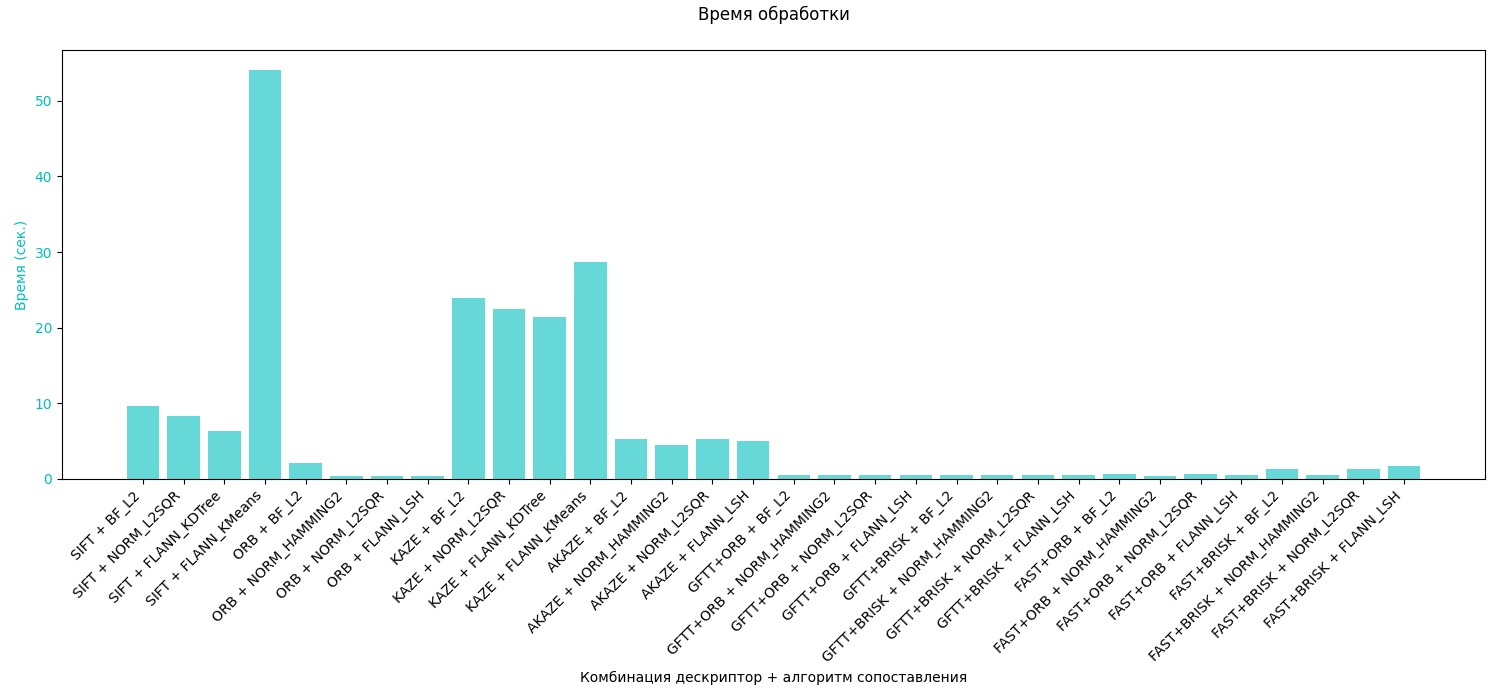 Время обработки
Время (сек.)
50
40
30
20
10
0
SIFT + BF_L2
SIFT + NORM_L2SQR
SIFT + FLANN_KDTree
SIFT + FLANN_KMeans
ORB + BF_L2
ORB + NORM_HAMMING2
ORB + NORM_L2SQR
ORB + FLANN_LSH
KAZE + BF_L2
KAZE + NORM_L2SQR
KAZE + FLANN_KDTree
KAZE + FLANN_KMeans
AKAZE + BF_L2
AKAZE + NORM_HAMMING2
AKAZE + NORM_L2SQR
AKAZE + FLANN_LSH
GFTT+ORB + BF_L2
GFTT+ORB + NORM_HAMMING2
GFTT+ORB + NORM_L2SQR
GFTT+ORB + FLANN_LSH
GFTT+BRISK + BF_L2
GFTT+BRISK + NORM_HAMMING2
GFTT+BRISK + NORM_L2SQR
GFTT+BRISK + FLANN_LSH
FAST+ORB + BF_L2
FAST+ORB + NORM_HAMMING2
FAST+ORB + NORM_L2SQR
FAST+ORB + FLANN_LSH
FAST+BRISK + BF_L2
FAST+BRISK + NORM_HAMMING2
FAST+BRISK + NORM_L2SQR
FAST+BRISK + FLANN_LSH
Комбинация дескриптор + алгоритм сопоставления